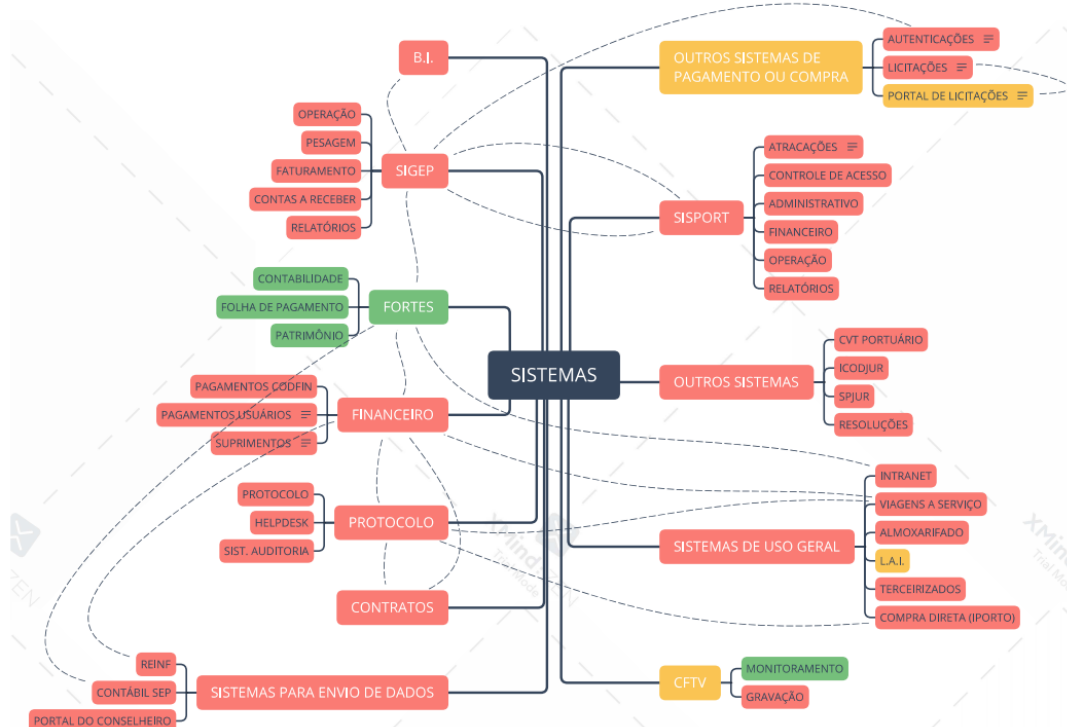 B.I.
OPERAÇÃO
PESAGEM
FATURAMENTO
CONTAS A RECEBER
RELATÓRIOS
SIGEP
CONTABILIDADE
FOLHA DE PAGAMENTO
PATRIMÔNIO
FORTES
PAGAMENTOS CODFIN
PAGAMENTOS USUÁRIOS
SUPRIMENTOS
FINANCEIRO
PROTOCOLO
HELPDESK
SIST. AUDITORIA
PROTOCOLO
CONTRATOS
REINF
CONTÁBIL SEP
PORTAL DO CONSELHEIRO
SISTEMAS PARA ENVIO DE DADOS
SISTEMAS
OUTROS SISTEMAS DE
PAGAMENTO OU COMPRA
AUTENTICAÇÕES
LICITAÇÕES
PORTAL DE LICITAÇÕES
SISPORT
ATRACAÇÕES
CONTROLE DE ACESSO
ADMINISTRATIVO
FINANCEIRO
OPERAÇÃO
RELATÓRIOS
OUTROS SISTEMAS
CVT PORTUÁRIO
ICODJUR
SPJUR
RESOLUÇÕES
SISTEMAS DE USO GERAL
INTRANET
VIAGENS A SERVIÇO
ALMOXARIFADO
L.A.I.
TERCEIRIZADOS
COMPRA DIRETA (IPORTO)
CFTV
MONITORAMENTO
GRAVAÇÃO